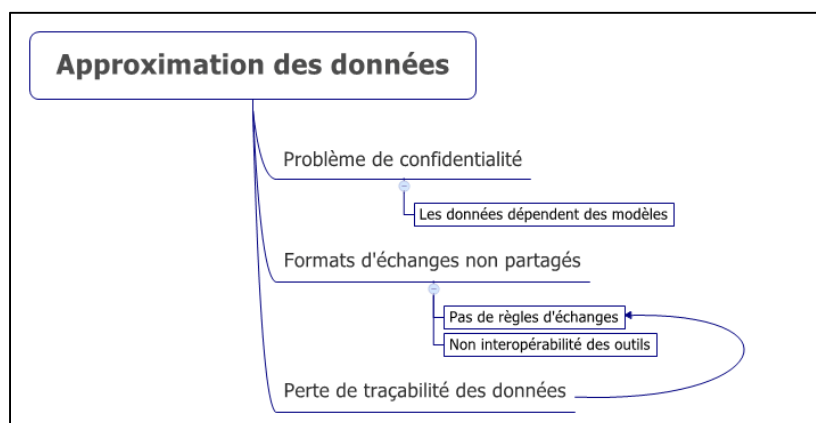 Approximation des données
Problème de confidentialité
Les données dépendent des modèles
Formats d'échanges non partagés
Pas de règles d'échanges
Non interopérabilité des outils
Perte de traçabilité des données